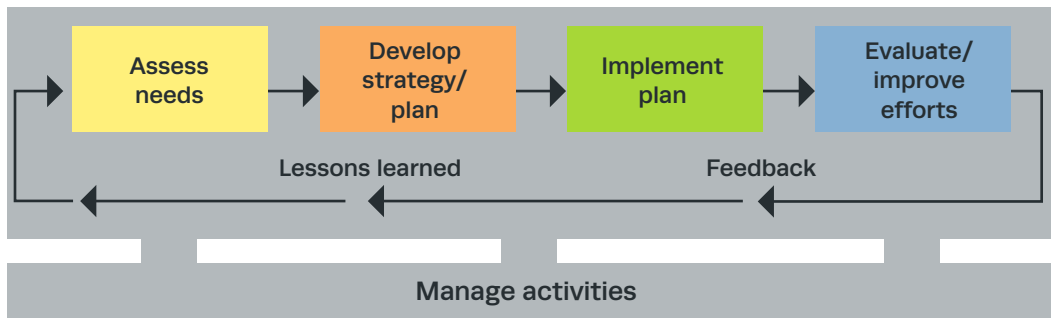 Assess
needs
Develop
strategy/
plan
Implement
plan
Evaluate/
improve
efforts
Lessons learned
Feedback
Manage activities